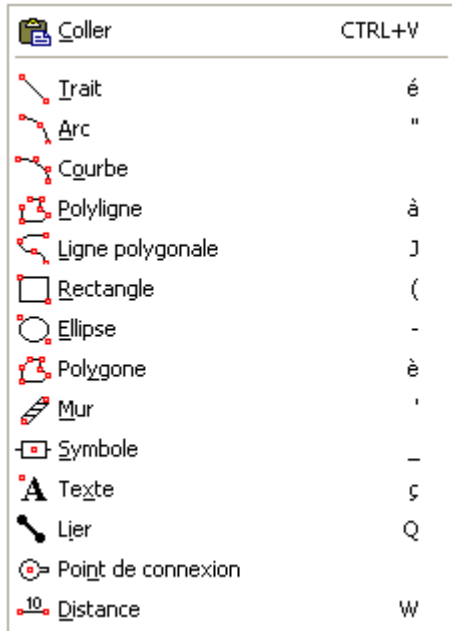 Coller CTRL+V
Trait é
Arc "
Courbe
Polyligne à
Ligne polygonale J
Rectangle (
Ellipse -
Polygone è
Mur '
Symbole _
Texte ç
Lier Q
Point de connexion
10 Distance W